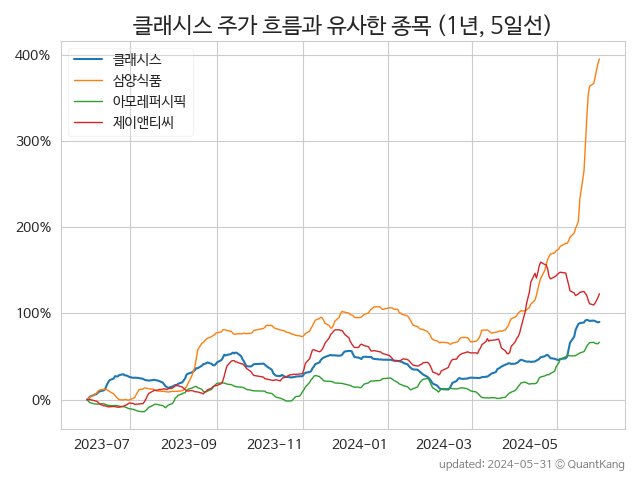 클래시스 주가 흐름과 유사한 종목 (1년, 5일선)
400%
300%
200%
100%
0%
클래시스
삼양식품
아모레퍼시픽
제이앤티씨
2023-07
2023-09
2023-11
2024-01
2024-03
2024-05
updated: 2024-05-31 © QuantKang